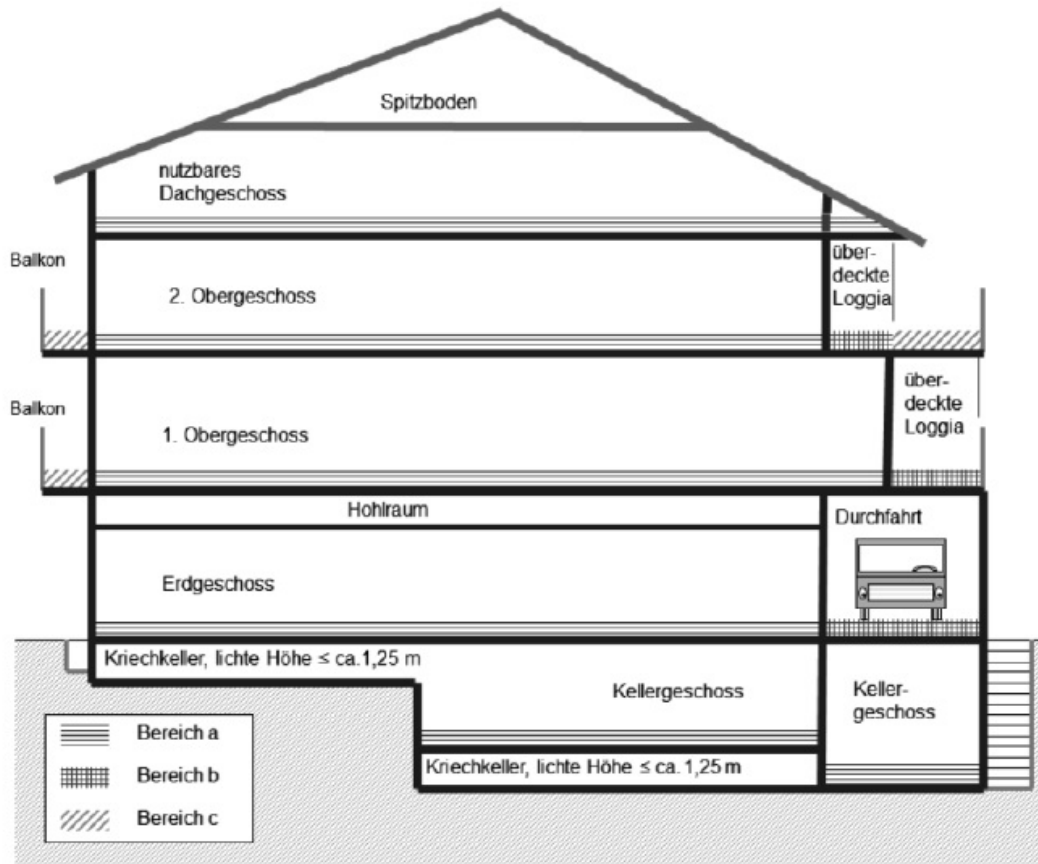 Spitzboden
nutzbares
Dachgeschoss
Balkon
2. Obergeschoss
über-
deckte
Loggia
Balkon
1. Obergeschoss
über-
deckte
Loggia
Hohlraum
Durchfahrt
Erdgeschoss
Kriechkeller, lichte Höhe ≤ ca.1,25 m
Kellergeschoss
Keller-
geschoss
Kriechkeller, lichte Höhe ≤ ca.1,25 m
Bereich a
Bereich b
Bereich c